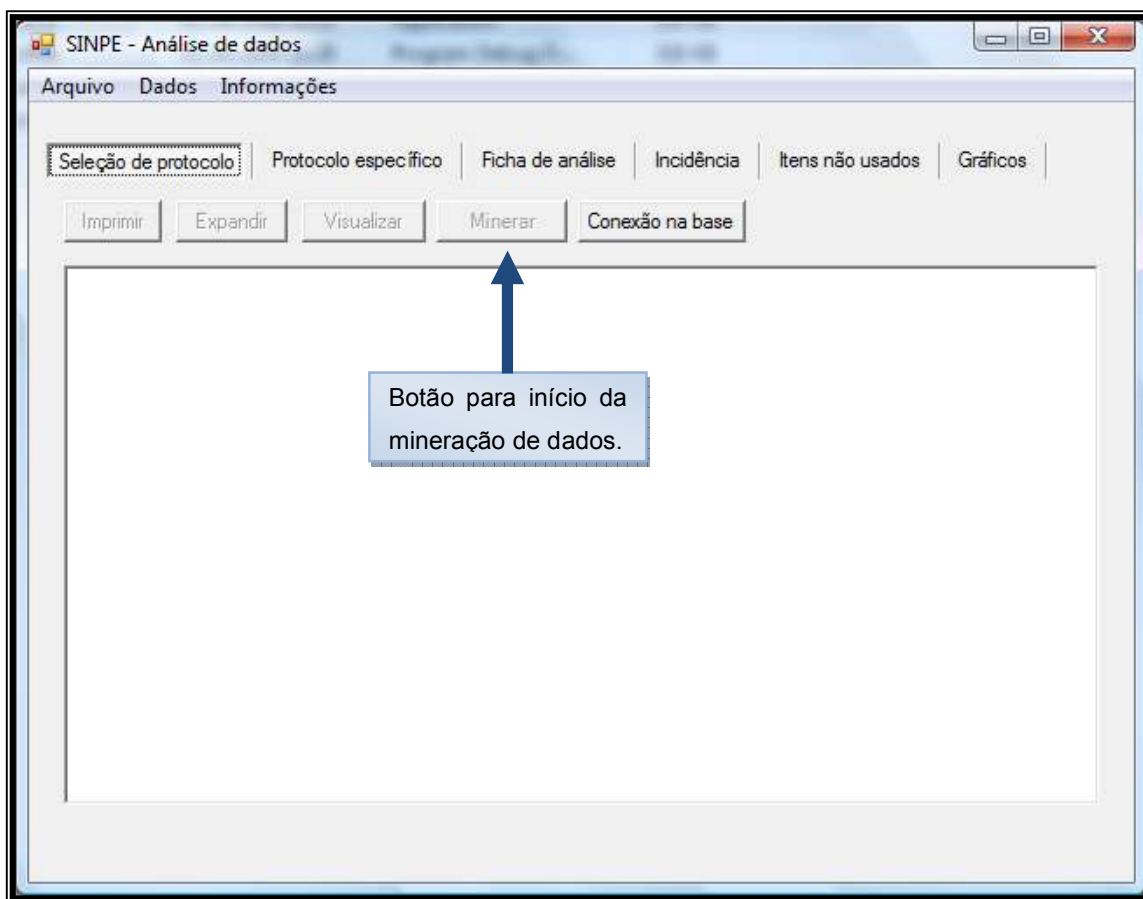 SINPE - Análise de dados
Arquivo Dados Informações
Seleção de protocolo Protocolo específico Ficha de análise Incidência Itens não usados Gráficos
Imprimir Expandir Visualizar Minerar Conexão na base
Botão para início da
mineração de dados.